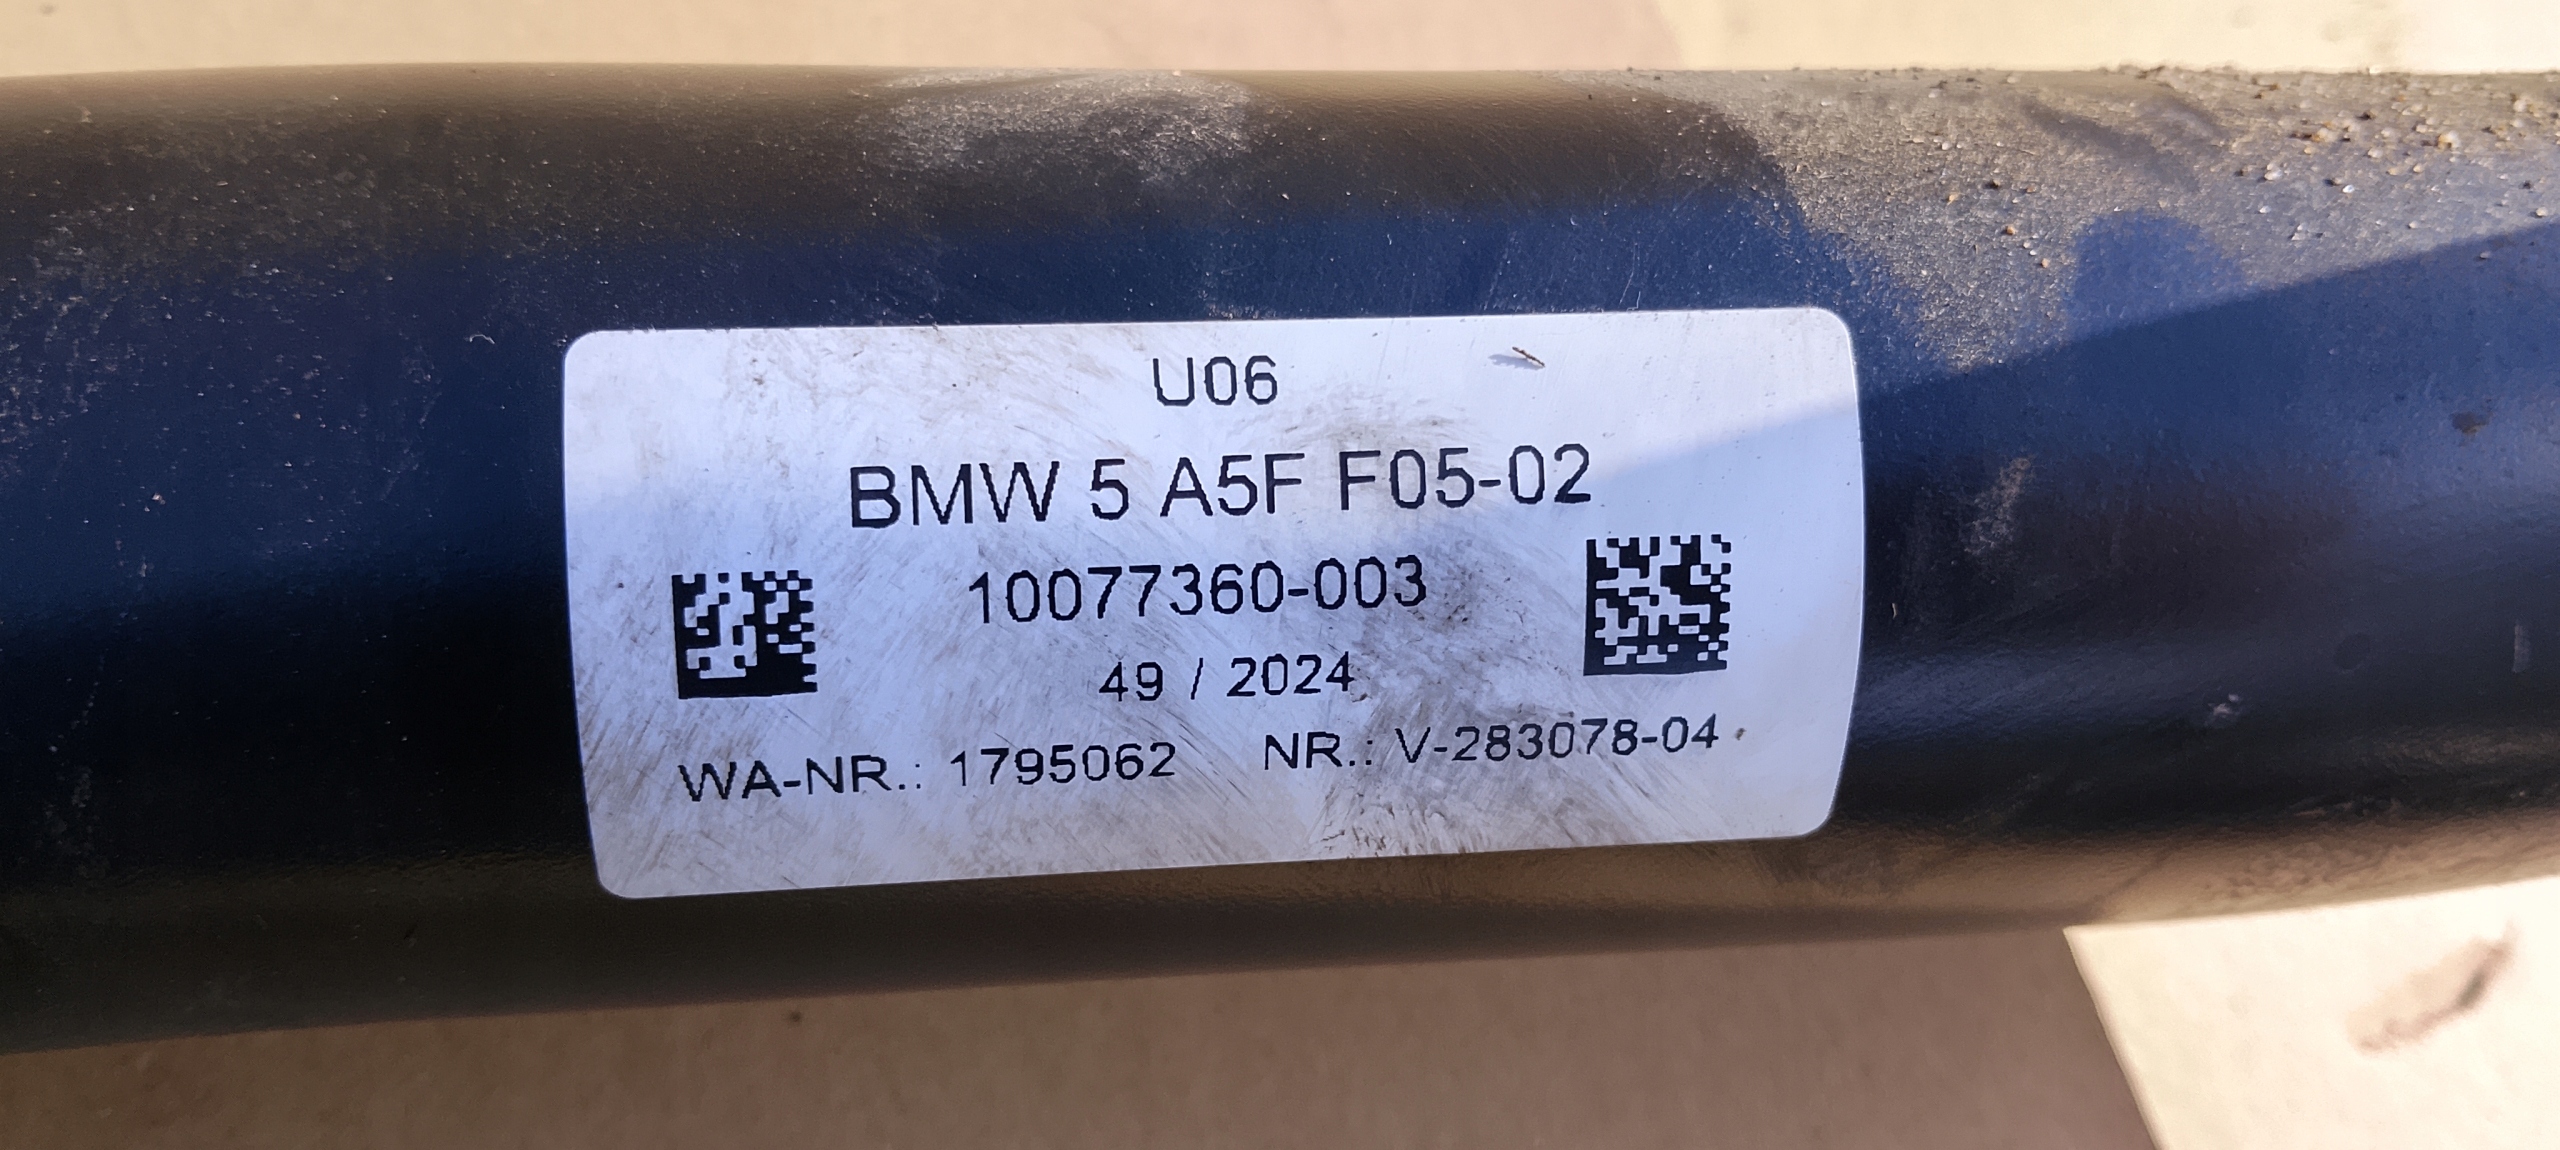 U06
BMW 5 A5F F05-02
10077360-003
49 / 2024
WA-NR.: 1795062 NR.: V-283078-04